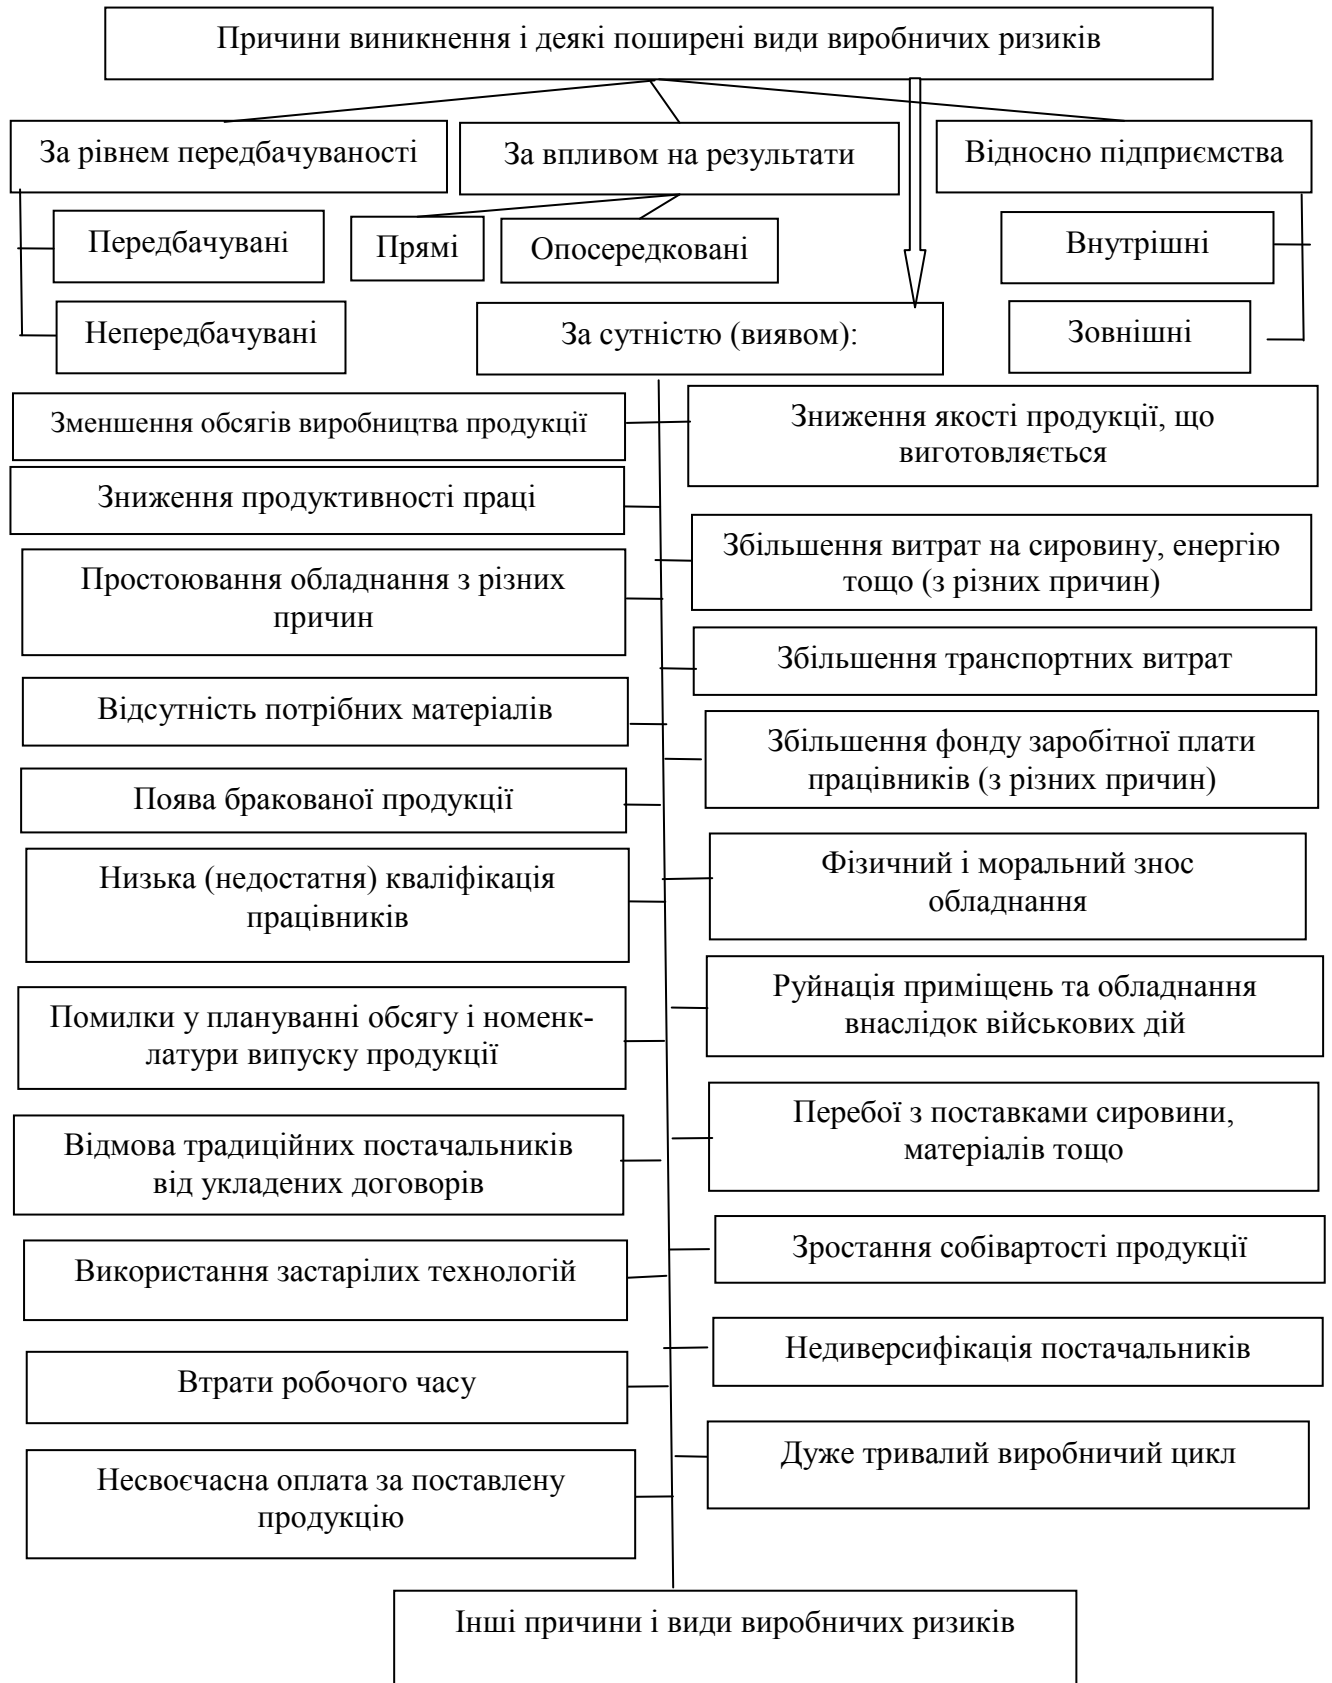 Причини виникнення і деякі поширені види виробничих ризиків
За рівнем передбачуваності
За впливом на результати
Відносно підприємства
Передбачувані
Прямі
Опосередковані
Внутрішні
Непередбачувані
За сутністю (виявом):
Зовнішні
Зменшення обсягів виробництва продукції
Зниження якості продукції, що
виготовляється
Зниження продуктивності праці
Збільшення витрат на сировину, енергію
тощо (з різних причин)
Простоювання обладнання з різних
причин
Збільшення транспортних витрат
Відсутність потрібних матеріалів
Збільшення фонду заробітної плати
працівників (з різних причин)
Поява бракованої продукції
Фізичний і моральний знос
обладнання
Низька (недостатня) кваліфікація
працівників
Руйнація приміщень та обладнання
внаслідок військових дій
Помилки у плануванні обсягу і номенк-
латури випуску продукції
Перебої з поставками сировини,
матеріалів тощо
Відмова традиційних постачальників
від укладених договорів
Зростання собівартості продукції
Використання застарілих технологій
Недиверсифікація постачальників
Втрати робочого часу
Дуже тривалий виробничий цикл
Несвоєчасна оплата за поставлену
продукцію
Інші причини і види виробничих ризиків